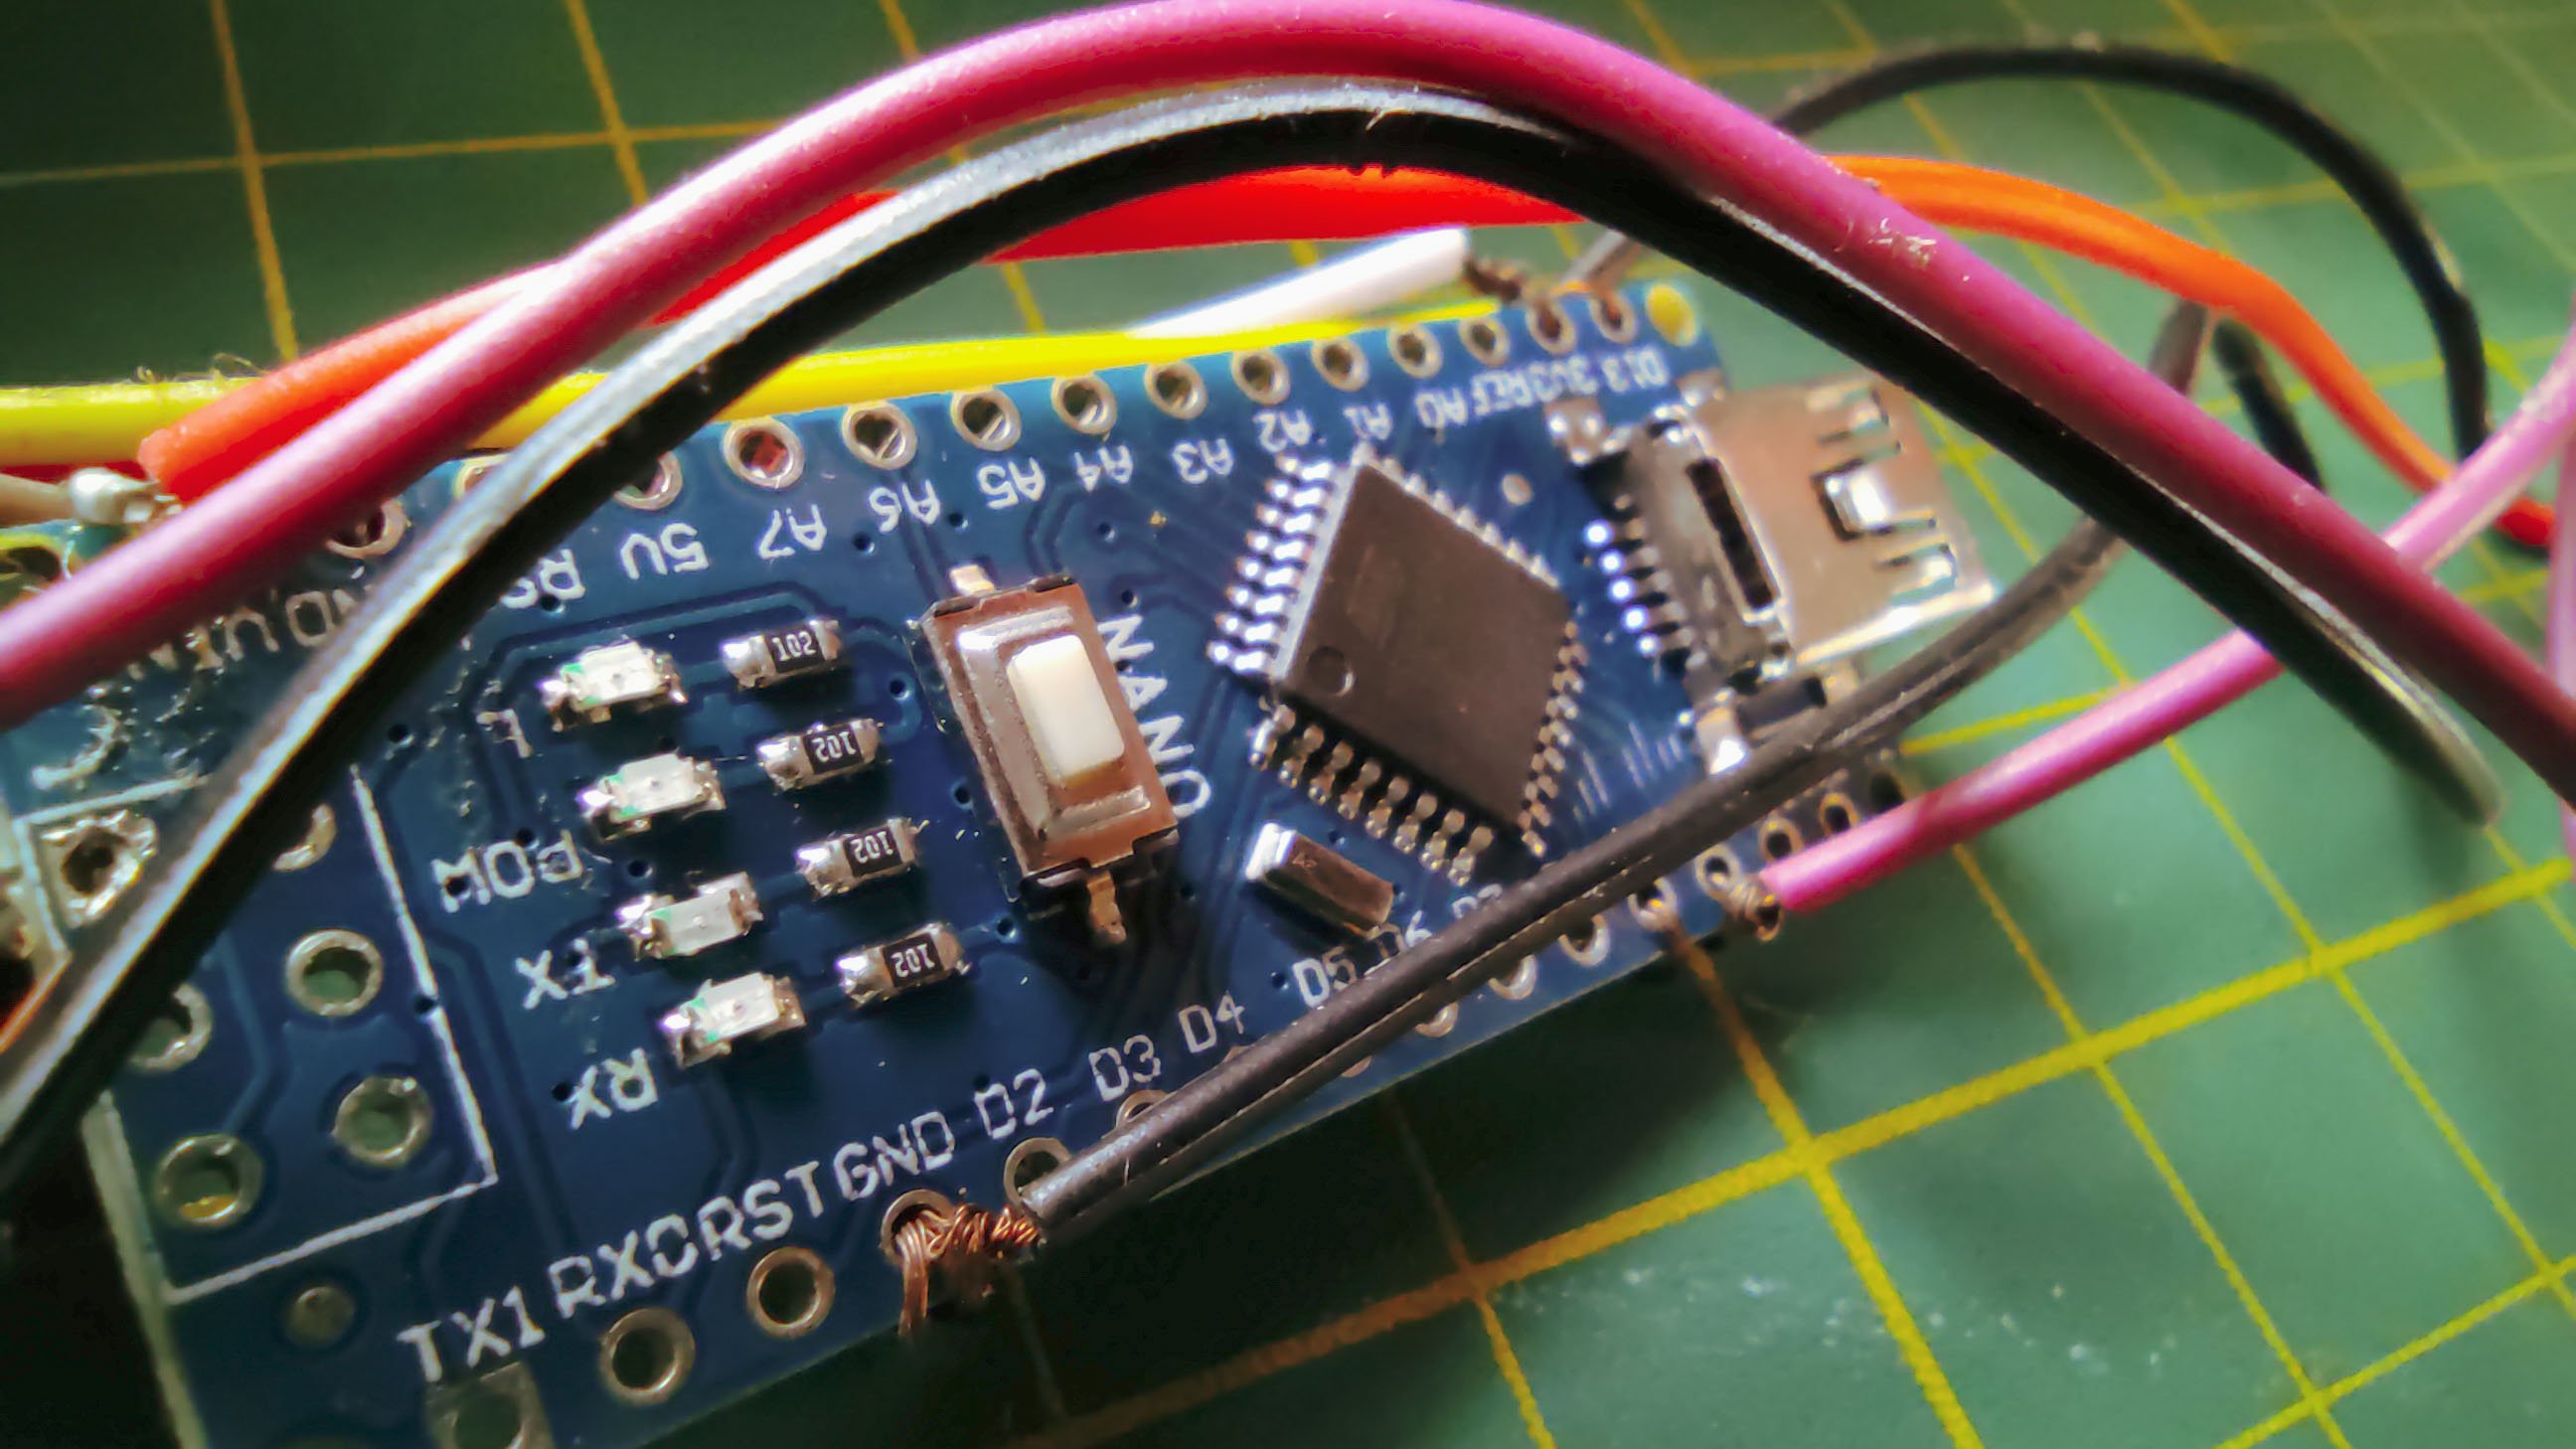 D13 3V3 REF A0 A1 A2 A3 A4 A5 A6 A7 5V
L
POW
TX
RX
102
102
102
102
NANO
TX1 RX0 RST GND D2 D3 D4 D5 D6